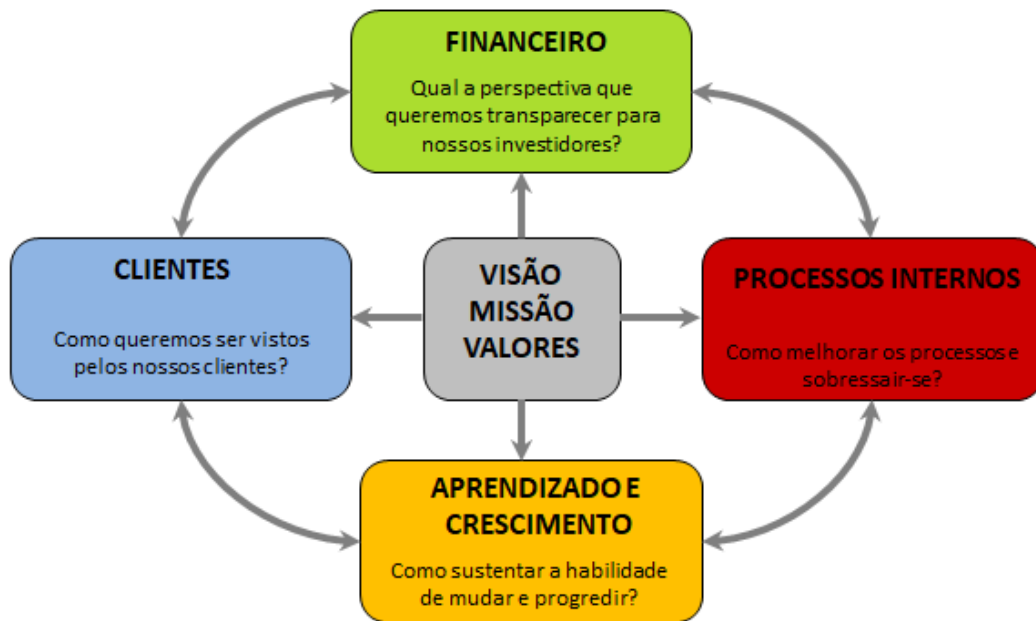 FINANCEIRO
Qual a perspectiva que
queremos transparecer para
nossos investidores?
CLIENTES
Como queremos ser vistos
pelos nossos clientes?
VISÃO
MISSÃO
VALORES
PROCESSOS INTERNOS
Como melhorar os processos e
sobressair-se?
APRENDIZADO E
CRESCIMENTO
Como sustentar a habilidade
de mudar e progredir?